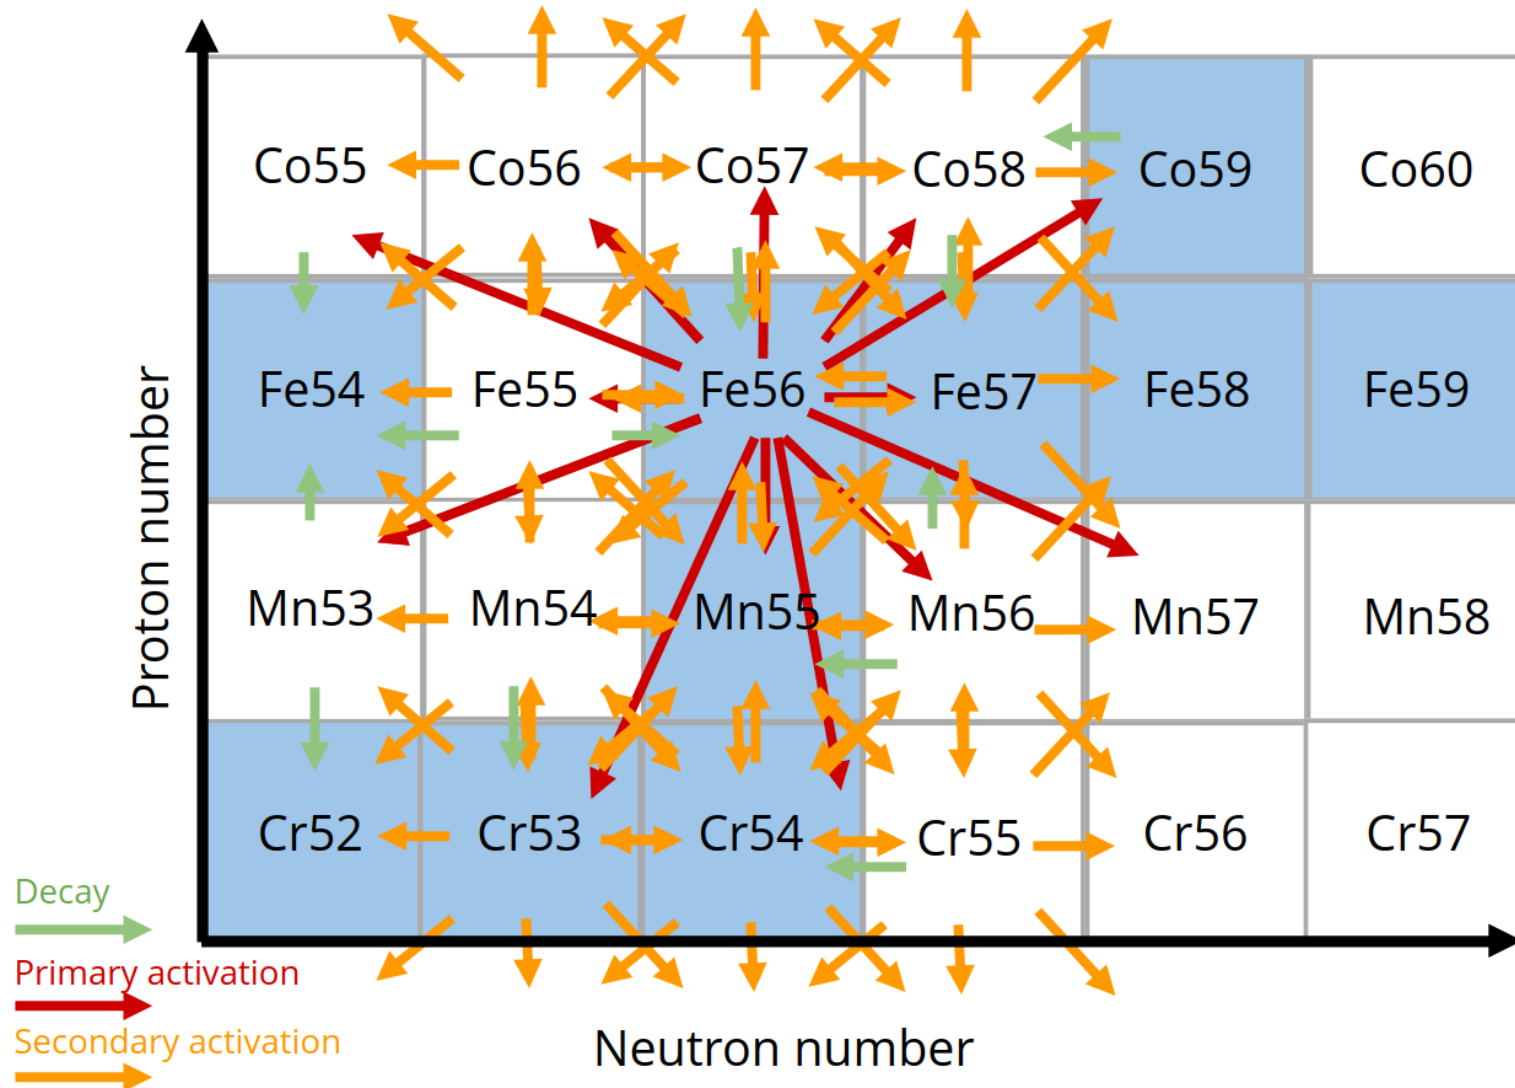 Co55 Co56 Co57 Co58 Co59 Co60
Fe54 Fe55 Fe56 Fe57 Fe58 Fe59
Mn53 Mn54 Mn55 Mn56 Mn57 Mn58
Cr52 Cr53 Cr54 Cr55 Cr56 Cr57
Proton number
Neutron number
Decay
Primary activation
Secondary activation